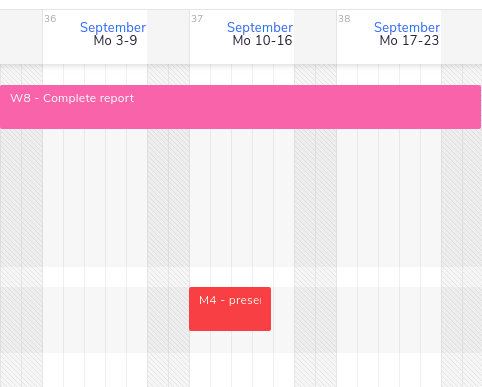 36
September
Mo 3-9
37
September
Mo 10-16
38
September
Mo 17-23
W8 - Complete report
M4 -